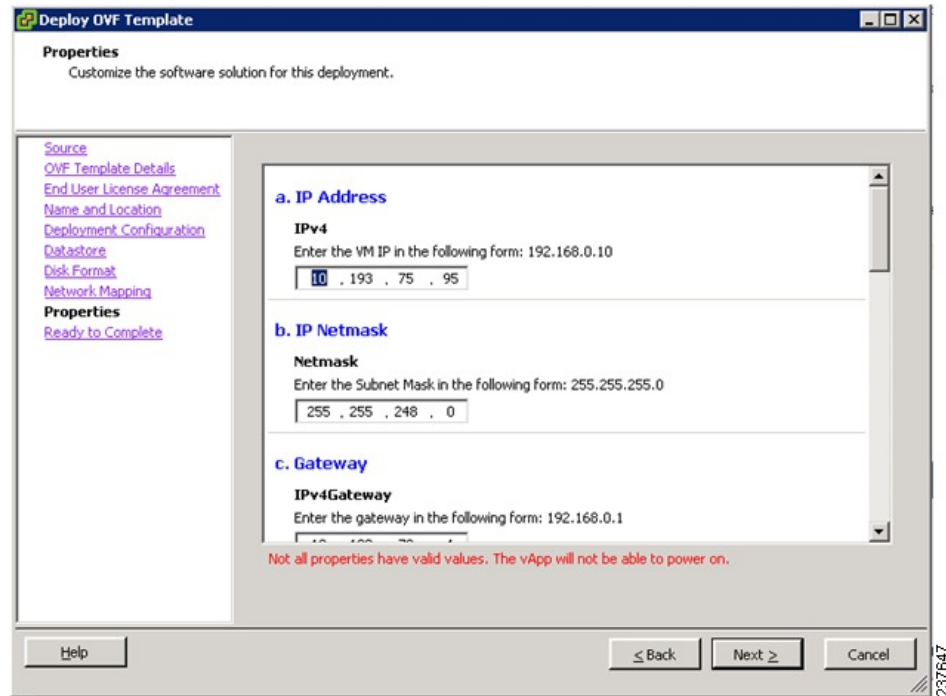 Deploy OVF Template
Properties
Customize the software solution for this deployment.
Source
OVF Template Details
End User License Agreement
Name and Location
Deployment Configuration
Datastore
Disk Format
Network Mapping
Properties
Ready to Complete
a. IP Address
IPv4
Enter the VM IP in the following form: 192.168.0.10
10 . 193 . 75 . 95
b. IP Netmask
Netmask
Enter the Subnet Mask in the following form: 255.255.255.0
255 . 255 . 248 . 0
c. Gateway
IPv4Gateway
Enter the gateway in the following form: 192.168.0.1
Not all properties have valid values. The vApp will not be able to power on.
Help
≤ Back
Next ≥
Cancel
237647